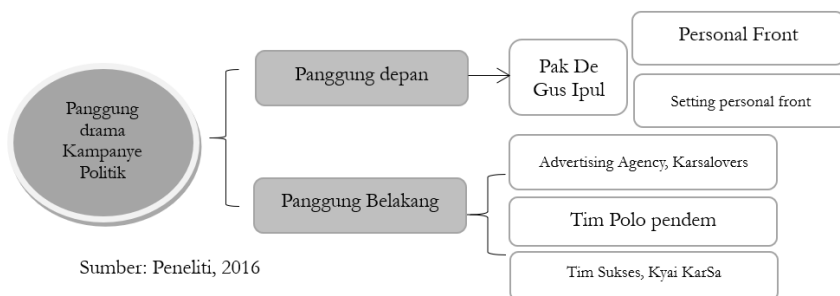 Panggung
drama
Kampanye
Politik
Panggung depan
Pak De
Gus Ipul
Personal Front
Setting personal front
Panggung Belakang
Advertising Agency, Karsalovers
Tim Polo pendem
Tim Sukses, Kyai KarSa
Sumber: Peneliti, 2016